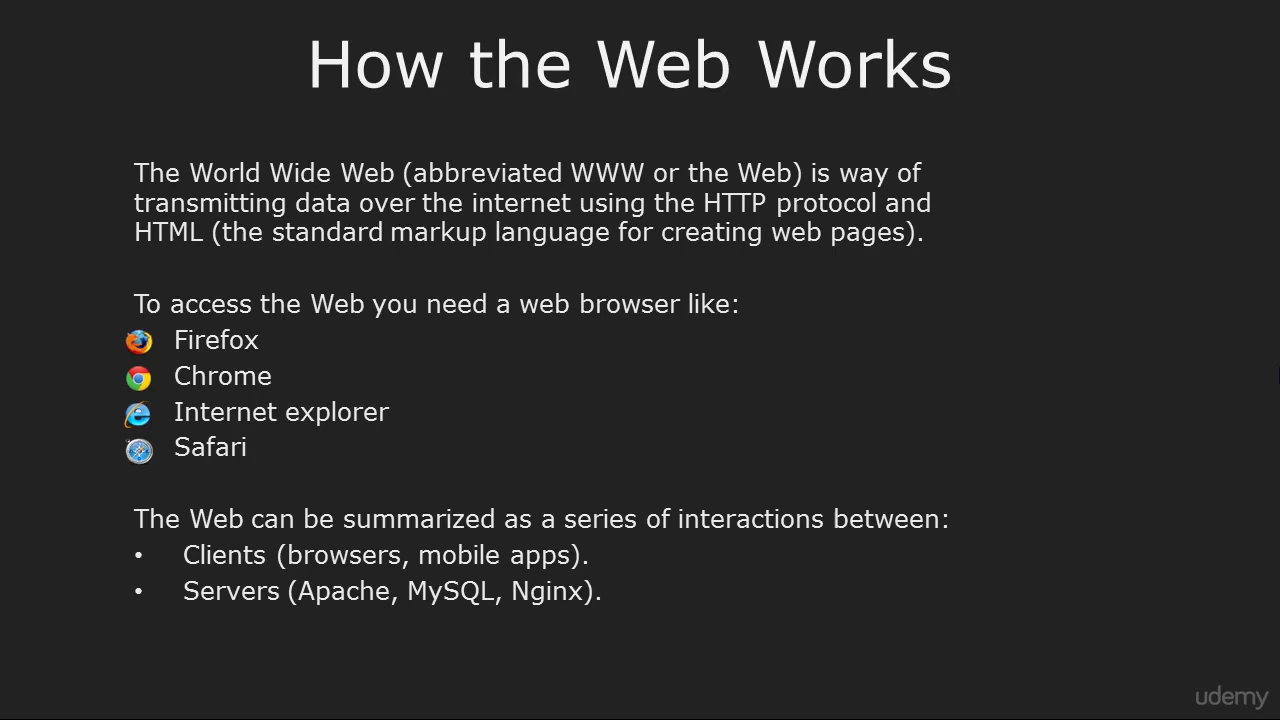 How the Web Works
The World Wide Web (abbreviated WWW or the Web) is way of
transmitting data over the internet using the HTTP protocol and
HTML (the standard markup language for creating web pages).
To access the Web you need a web browser like:
Firefox
Chrome
Internet explorer
Safari
The Web can be summarized as a series of interactions between:
• Clients (browsers, mobile apps).
• Servers (Apache, MySQL, Nginx).
udemy